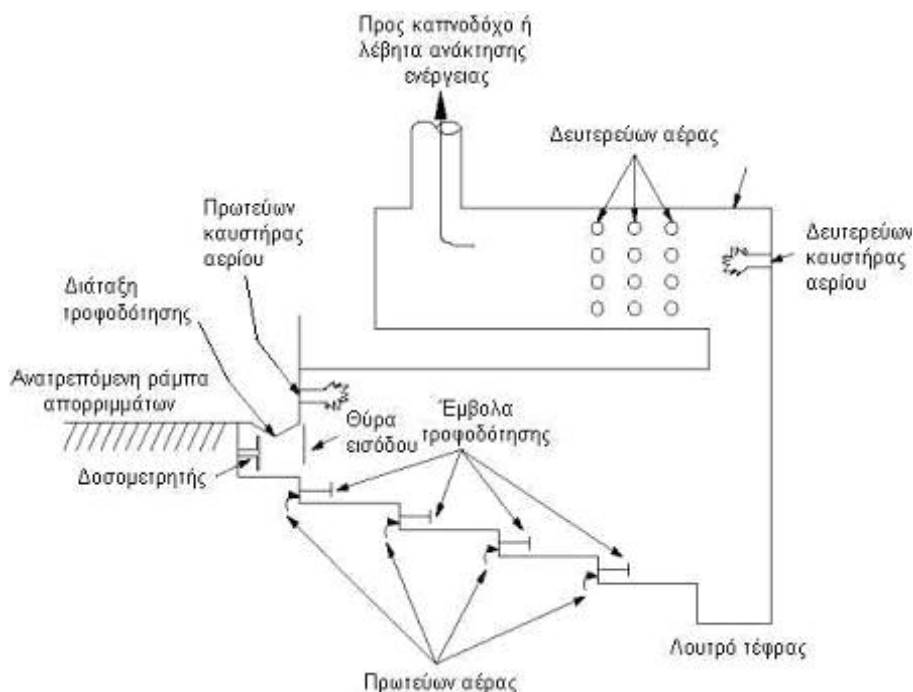 Προς καπνοδόχο ή
λέβητα ανάκτησης
ενέργειας
Δευτερεύων αέρας
Πρωτεύων
καυστήρας
αερίου
Δευτερεύων
καυστήρας
αερίου
Διάταξη
τροφοδότησης
Ανατρεπόμενη ράμπα
απορριμμάτων
Θύρα
εισόδου
Έμβολα
τροφοδότησης
Δοσομετρητής
Λουτρό τέφρας
Πρωτεύων αέρας